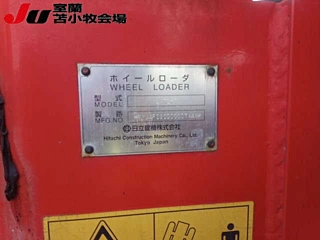 JU 室蘭
苫小牧会場
ホイールローダ
WHEEL LOADER
型式
MODEL
製番
MFG.NO
日立建機株式会社
Hitachi Construction Machinery Co., Ltd.
Tokyo Japan